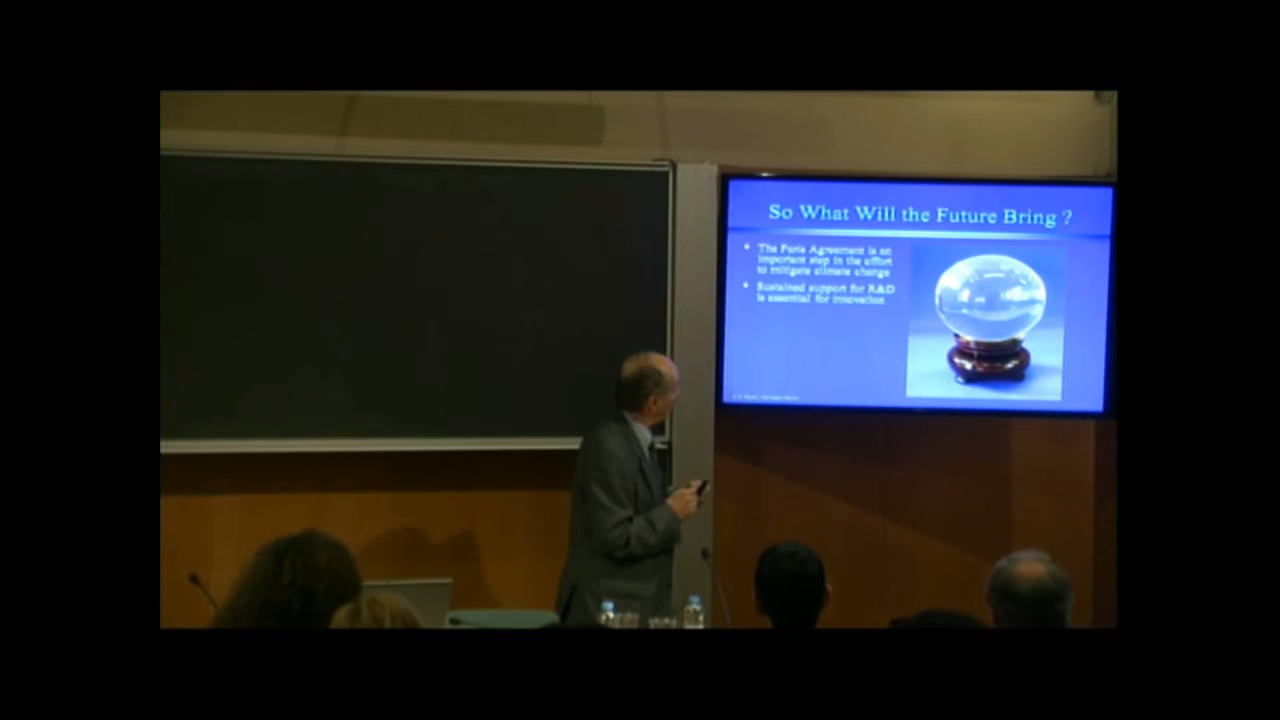 So What Will the Future Bring ?
• The Paris Agreement is an
important step in the effort
to mitigate climate change
• Sustained support for R&D
is essential for innovation